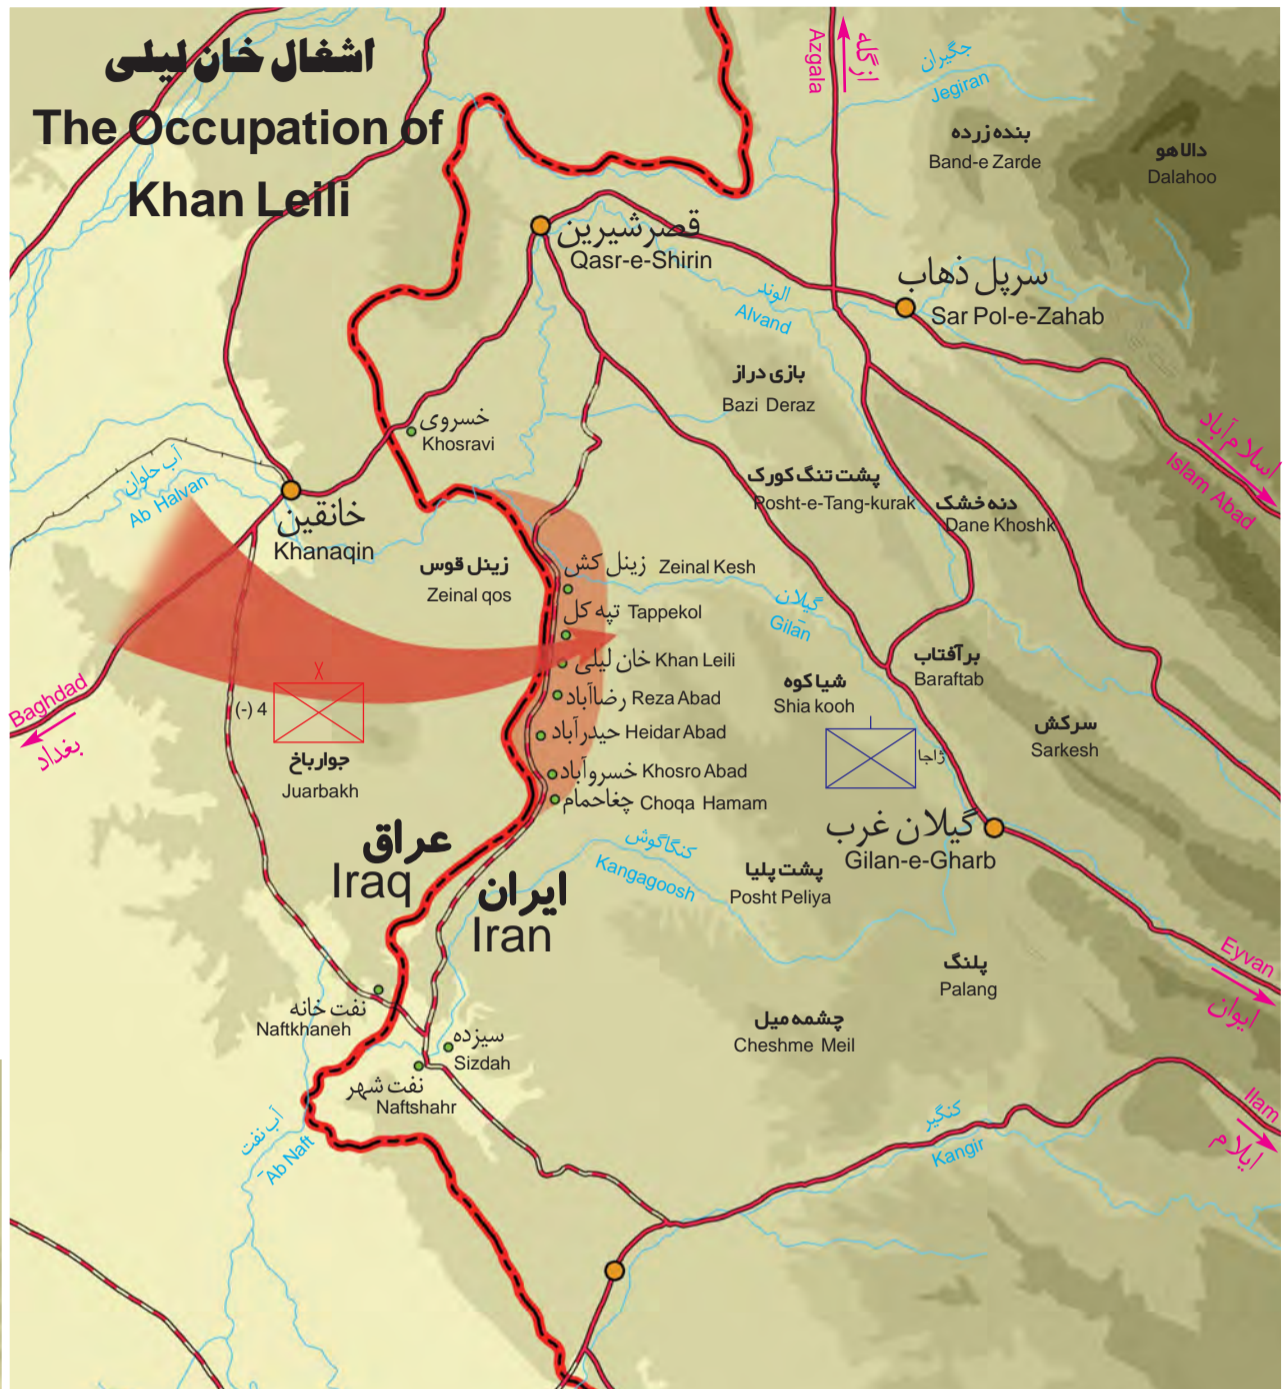 اشغال خان لیلی
The Occupation of
Khan Leili
ازگله
Azgala
جگیران
Jegiran
بنده زرده
Band-e Zarde
دالاهو
Dalahoo
قصرشیرین
Qasr-e-Shirin
سرپل ذهاب
Sar Pol-e-Zahab
الوند
Alvand
بازی دراز
Bazi Deraz
خسروی
Khosravi
اسلام‌آباد
Islam Abad
آب حلوان
Ab Halvan
پشت تنگ کورک
Posht-e-Tang-kurak
دنه خشک
Dane Khoshk
خانقین
Khanaqin
زینل قوس
Zeinal qos
زینل کش Zeinal Kesh
تپه کل Tappekol
گیلان
Gilan
خان لیلی Khan Leili
برآفتاب
Baraftab
شیاکوه
Shia kooh
رضاآباد Reza Abad
Baghdad
بغداد
4 (-)
X
حیدرآباد Heidar Abad
سرکش
Sarkesh
I
ژاجا
جوارباخ
Juarbakh
خسروآباد Khosro Abad
چغاحمام Choqa Hamam
عراق
Iraq
کنگاگوش
Kangagoosh
گیلان غرب
Gilan-e-Gharb
ایران
Iran
پشت پلیا
Posht Peliya
Eyvan
ایوان
پلنگ
Palang
نفت خانه
Naftkhaneh
چشمه میل
Cheshme Meil
سیزده
Sizdah
نفت شهر
Naftshahr
آب نفت
Ab Naft
کنگیر
Kangir
Ilam
ایلام